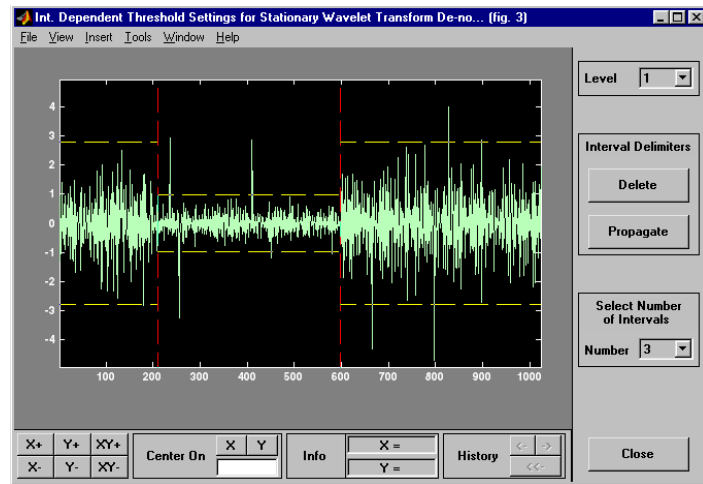 Int. Dependent Threshold Settings for Stationary Wavelet Transform De-no... (fig. 3)
File View Insert Tools Window Help
4
3
2
1
0
-1
-2
-3
-4
100 200 300 400 500 600 700 800 900 1000
Level 1
Interval Delimiters
Delete
Propagate
Select Number
of Intervals
Number 3
X+ Y+ XY+
X- Y- XY-
Center On X Y
Info X =
Y =
History <- ->
<<-
Close